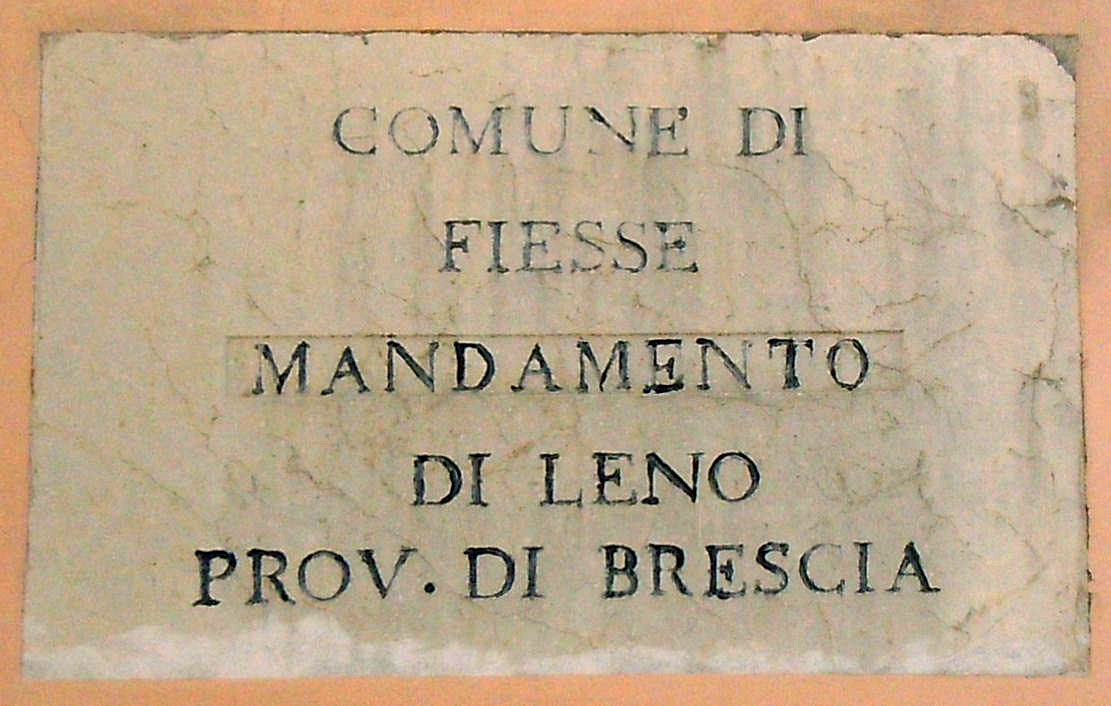 COMUNE DI
FIESSE
MANDAMENTO
DI LENO
PROV. DI BRESCIA